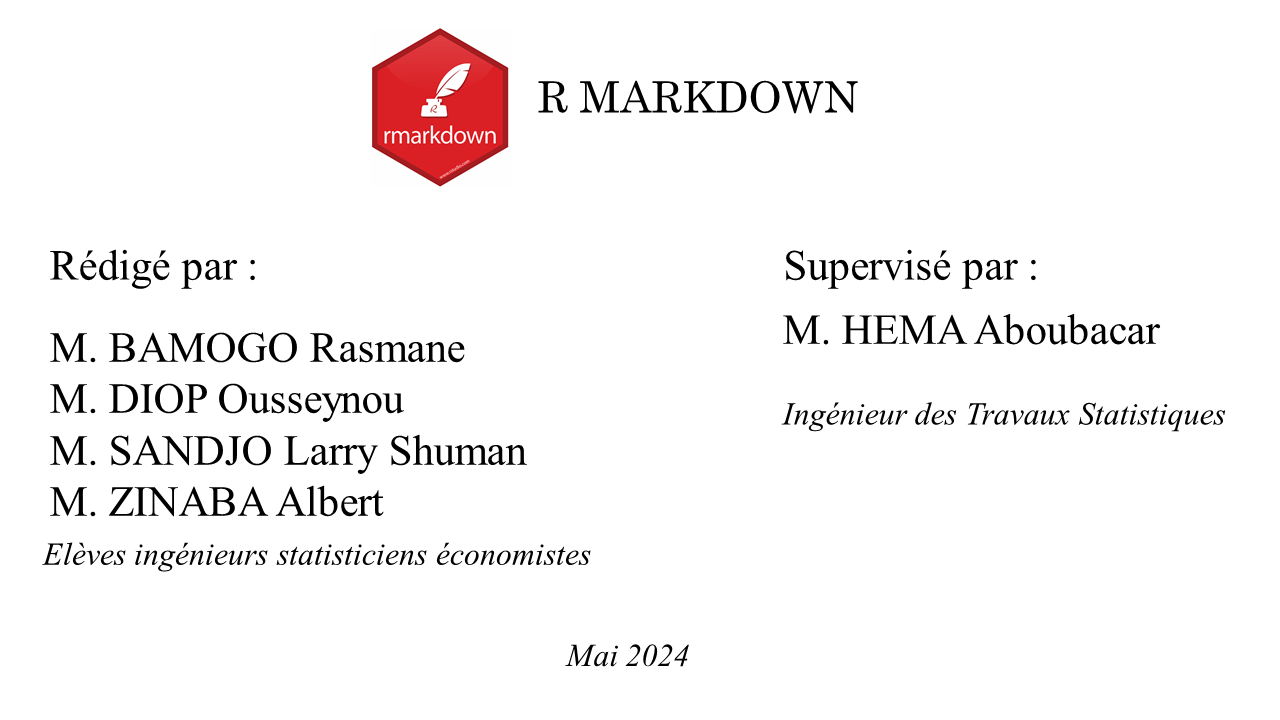 R MARKDOWN
rmarkdown
Rédigé par :
M. BAMOGO Rasmane
M. DIOP Ousseynou
M. SANDJO Larry Shuman
M. ZINABA Albert
Elèves ingénieurs statisticiens économistes
Supervisé par :
M. HEMA Aboubacar
Ingénieur des Travaux Statistiques
Mai 2024